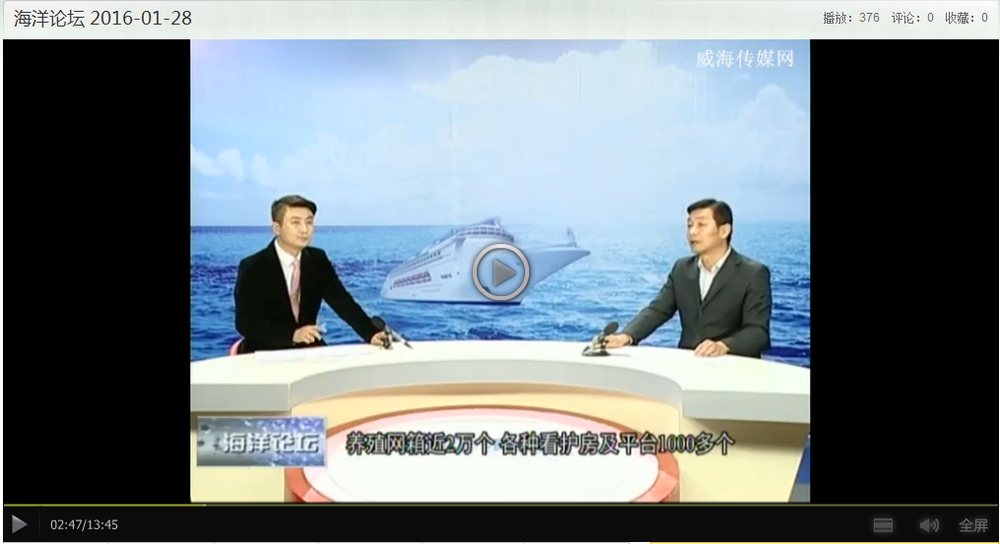 海洋论坛 2016-01-28
播放：376 评论：0 收藏：0
威海传媒网
海洋论坛
养殖网箱近2万个 各种看护房及平台1000多个
02:47/13:45
全屏